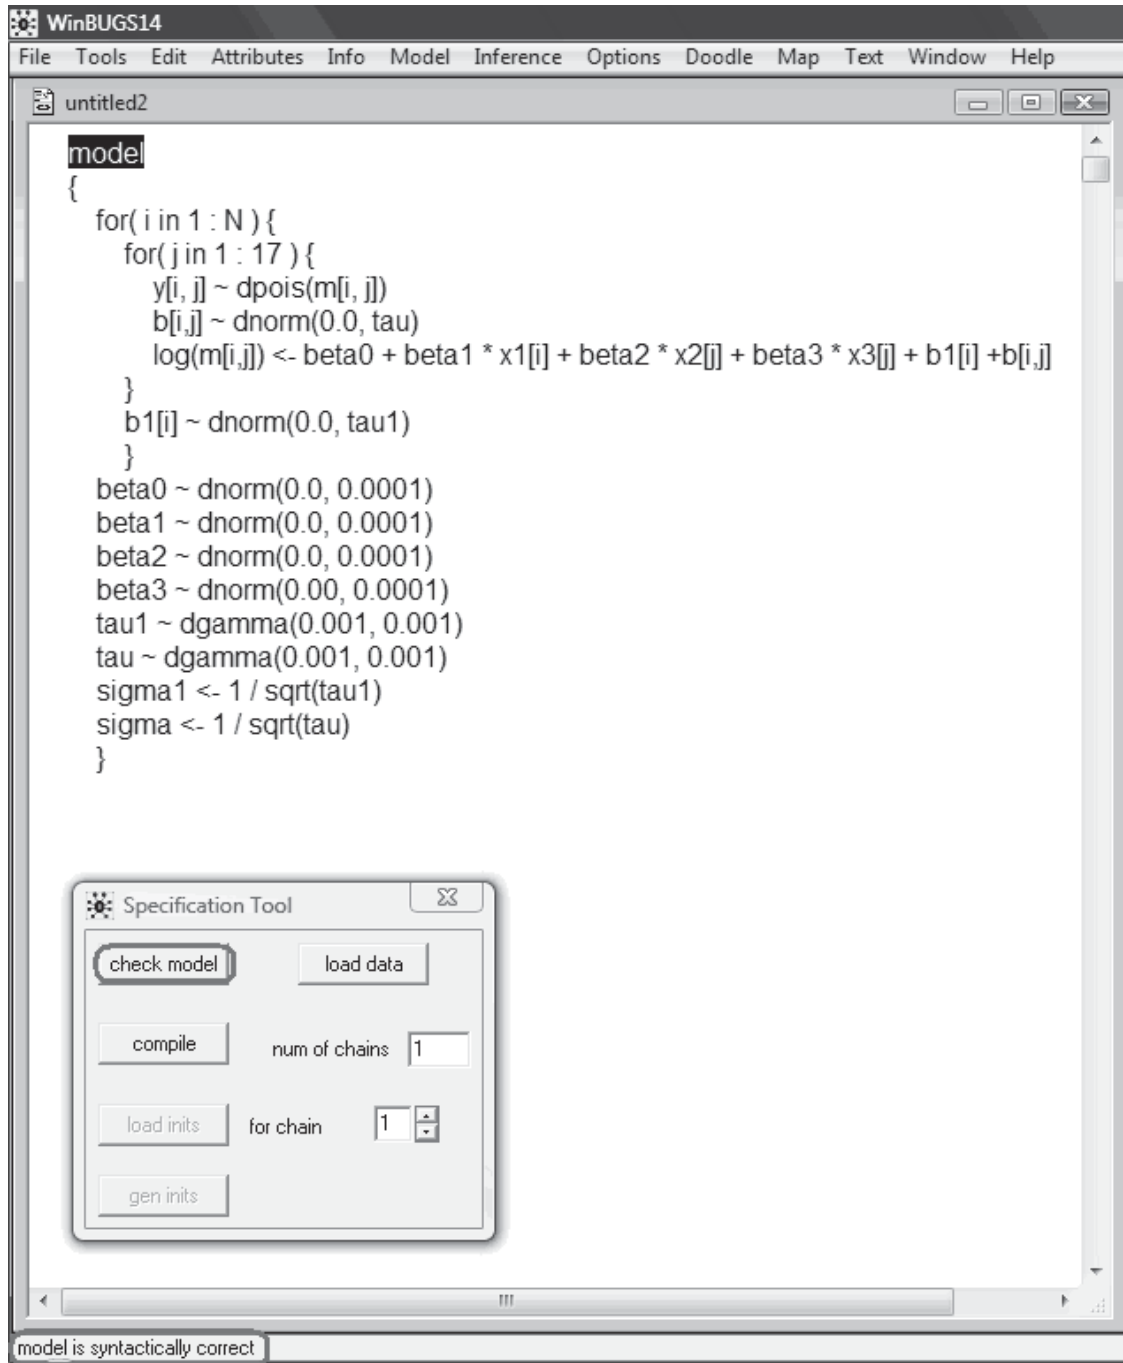 WinBUGS14
File Tools Edit Attributes Info Model Inference Options Doodle Map Text Window Help
untitled2
model
{
for( i in 1 : N ) {
for( j in 1 : 17 ) {
y[i, j] ~ dpois(m[i, j])
b[i,j] ~ dnorm(0.0, tau)
log(m[i,j]) <- beta0 + beta1 * x1[i] + beta2 * x2[j] + beta3 * x3[j] + b1[i] +b[i,j]
}
b1[i] ~ dnorm(0.0, tau1)
}
beta0 ~ dnorm(0.0, 0.0001)
beta1 ~ dnorm(0.0, 0.0001)
beta2 ~ dnorm(0.0, 0.0001)
beta3 ~ dnorm(0.00, 0.0001)
tau1 ~ dgamma(0.001, 0.001)
tau ~ dgamma(0.001, 0.001)
sigma1 <- 1 / sqrt(tau1)
sigma <- 1 / sqrt(tau)
}
Specification Tool
check model load data
compile num of chains 1
load inits for chain 1
gen inits
model is syntactically correct